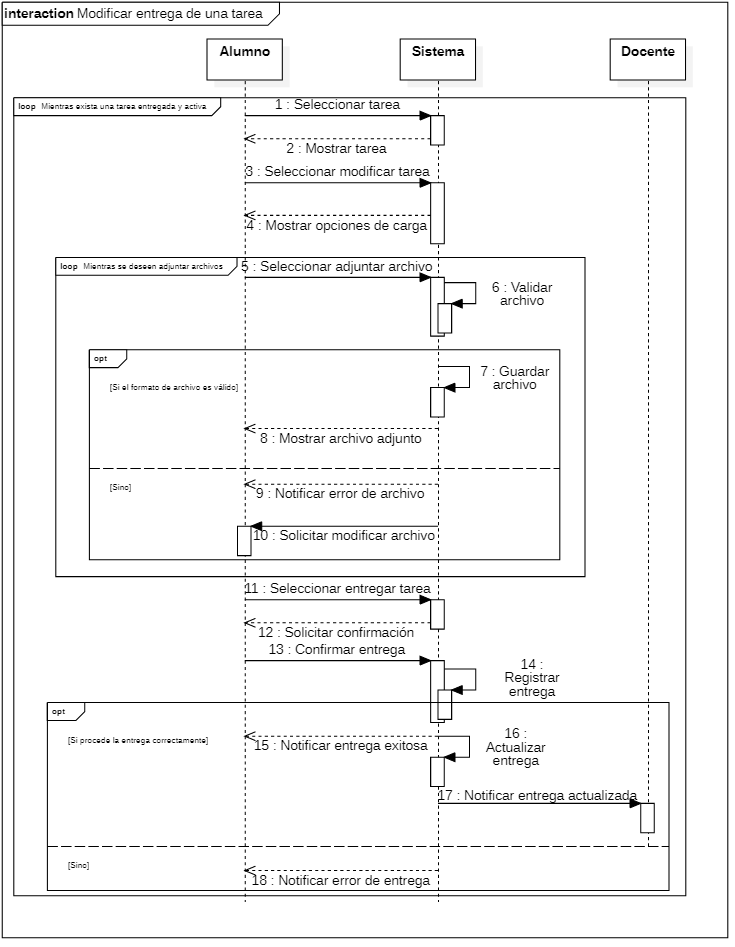 interaction Modificar entrega de una tarea
Alumno
Sistema
Docente
loop Mientras exista una tarea entregada y activa
1 : Seleccionar tarea
2 : Mostrar tarea
3 : Seleccionar modificar tarea
4 : Mostrar opciones de carga
loop Mientras se deseen adjuntar archivos
5 : Seleccionar adjuntar archivo
6 : Validar
archivo
opt
[Si el formato de archivo es válido]
7 : Guardar
archivo
8 : Mostrar archivo adjunto
[Sino]
9 : Notificar error de archivo
10 : Solicitar modificar archivo
11 : Seleccionar entregar tarea
12 : Solicitar confirmación
13 : Confirmar entrega
14 :
Registrar
entrega
opt
[Si procede la entrega correctamente]
15 : Notificar entrega exitosa
16 :
Actualizar
entrega
17 : Notificar entrega actualizada
[Sino]
18 : Notificar error de entrega